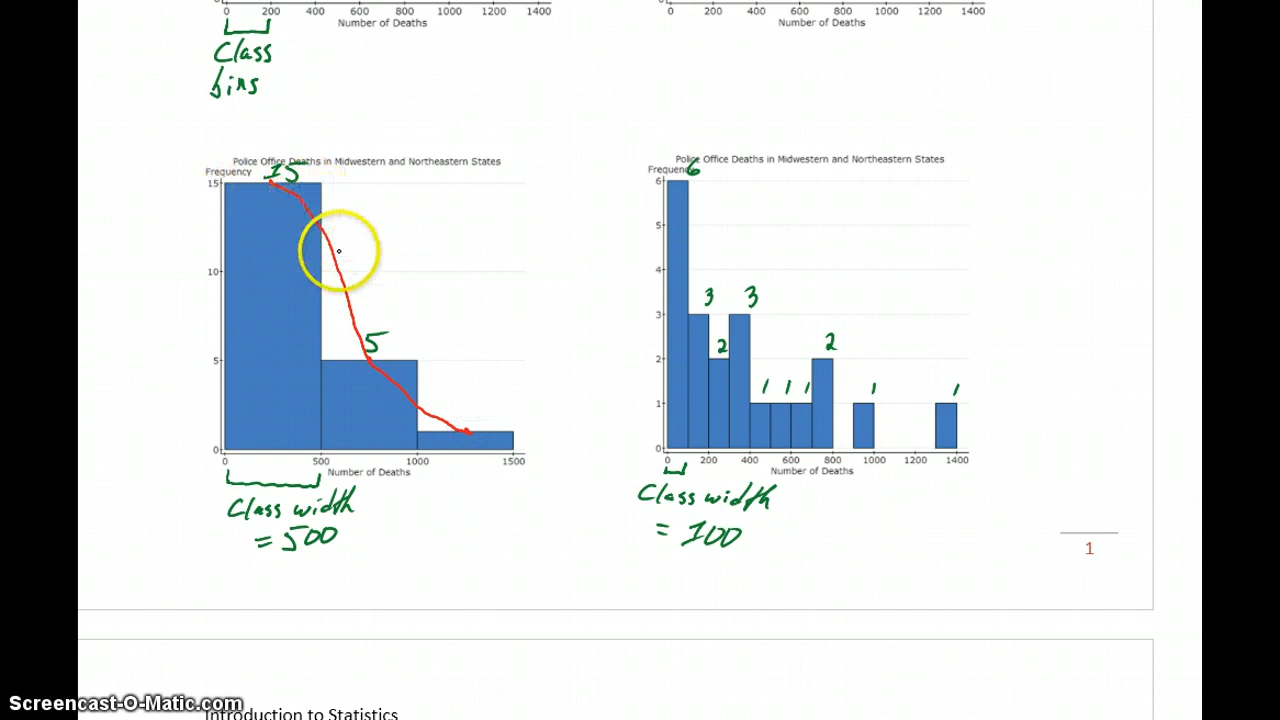 0 200 400 600 800 1000 1200 1400
Number of Deaths
Class
bins
200 400 600 800 1000 1200 1400
Number of Deaths
Police Office Deaths in Midwestern and Northeastern States
Frequency
15
15
10
5
5
0
0 500 1000 1500
Number of Deaths
Class width
= 500
Police Office Deaths in Midwestern and Northeastern States
Frequency
6
6
5
4
3
3 3
2
2 2
1
1 1 1 1 1
0
0 200 400 600 800 1000 1200 1400
Number of Deaths
Class width
= 100
1
Introduction to Statistics
Screencast-O-Matic.com